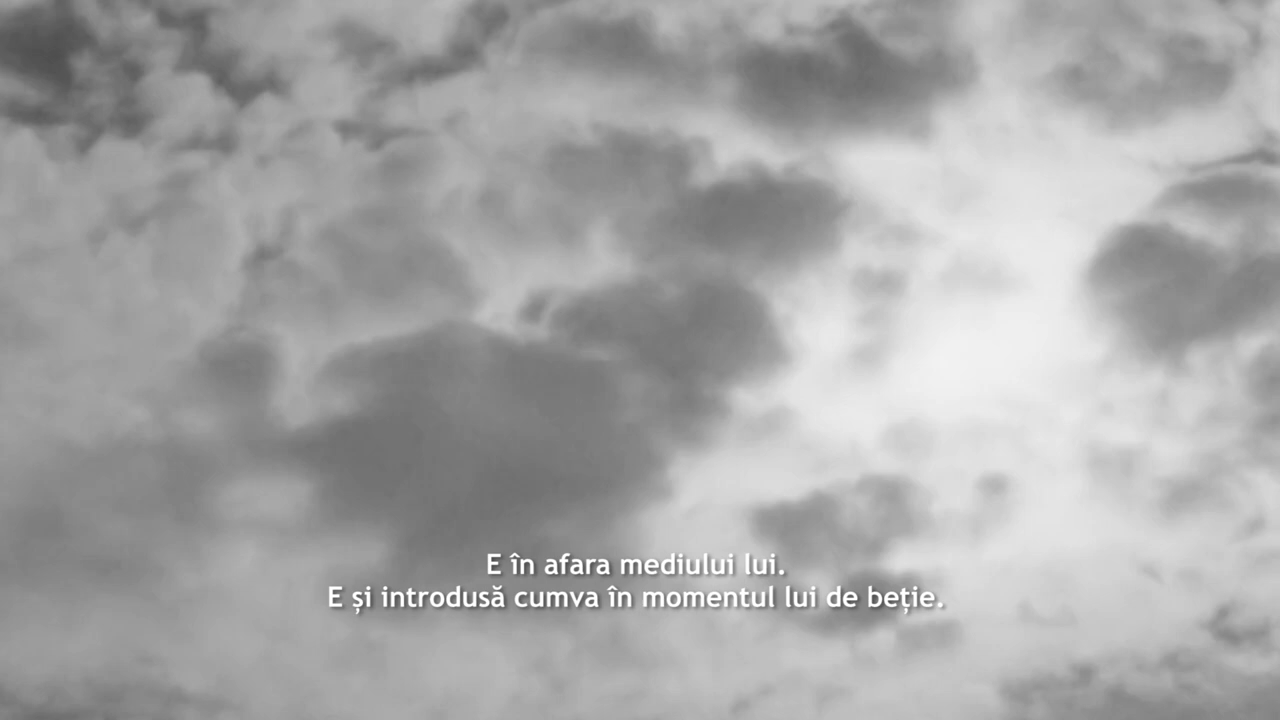 E în afara mediului lui.
E și introdusă cumva în momentul lui de beție.